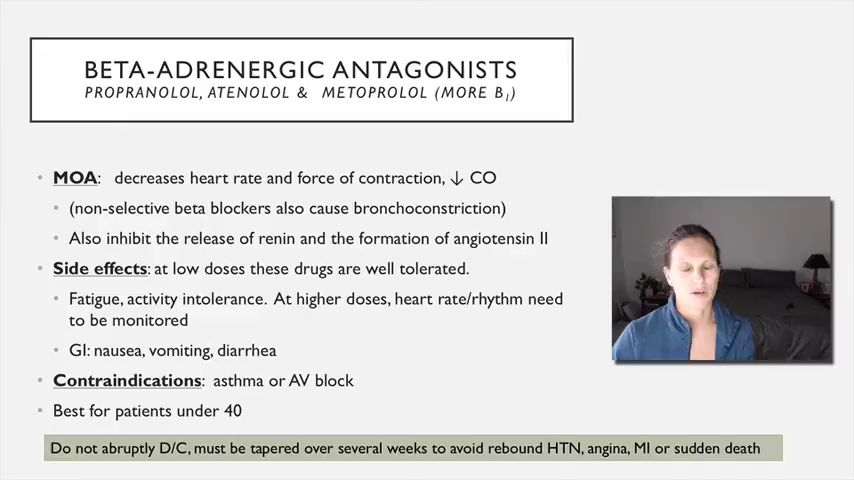 BETA-ADRENERGIC ANTAGONISTS
PROPRANOLOL, ATENOLOL & METOPROLOL (MORE B₁)
• MOA: decreases heart rate and force of contraction, ↓ CO
• (non-selective beta blockers also cause bronchoconstriction)
• Also inhibit the release of renin and the formation of angiotensin II
• Side effects: at low doses these drugs are well tolerated.
• Fatigue, activity intolerance. At higher doses, heart rate/rhythm need
to be monitored
• GI: nausea, vomiting, diarrhea
• Contraindications: asthma or AV block
• Best for patients under 40
Do not abruptly D/C, must be tapered over several weeks to avoid rebound HTN, angina, MI or sudden death